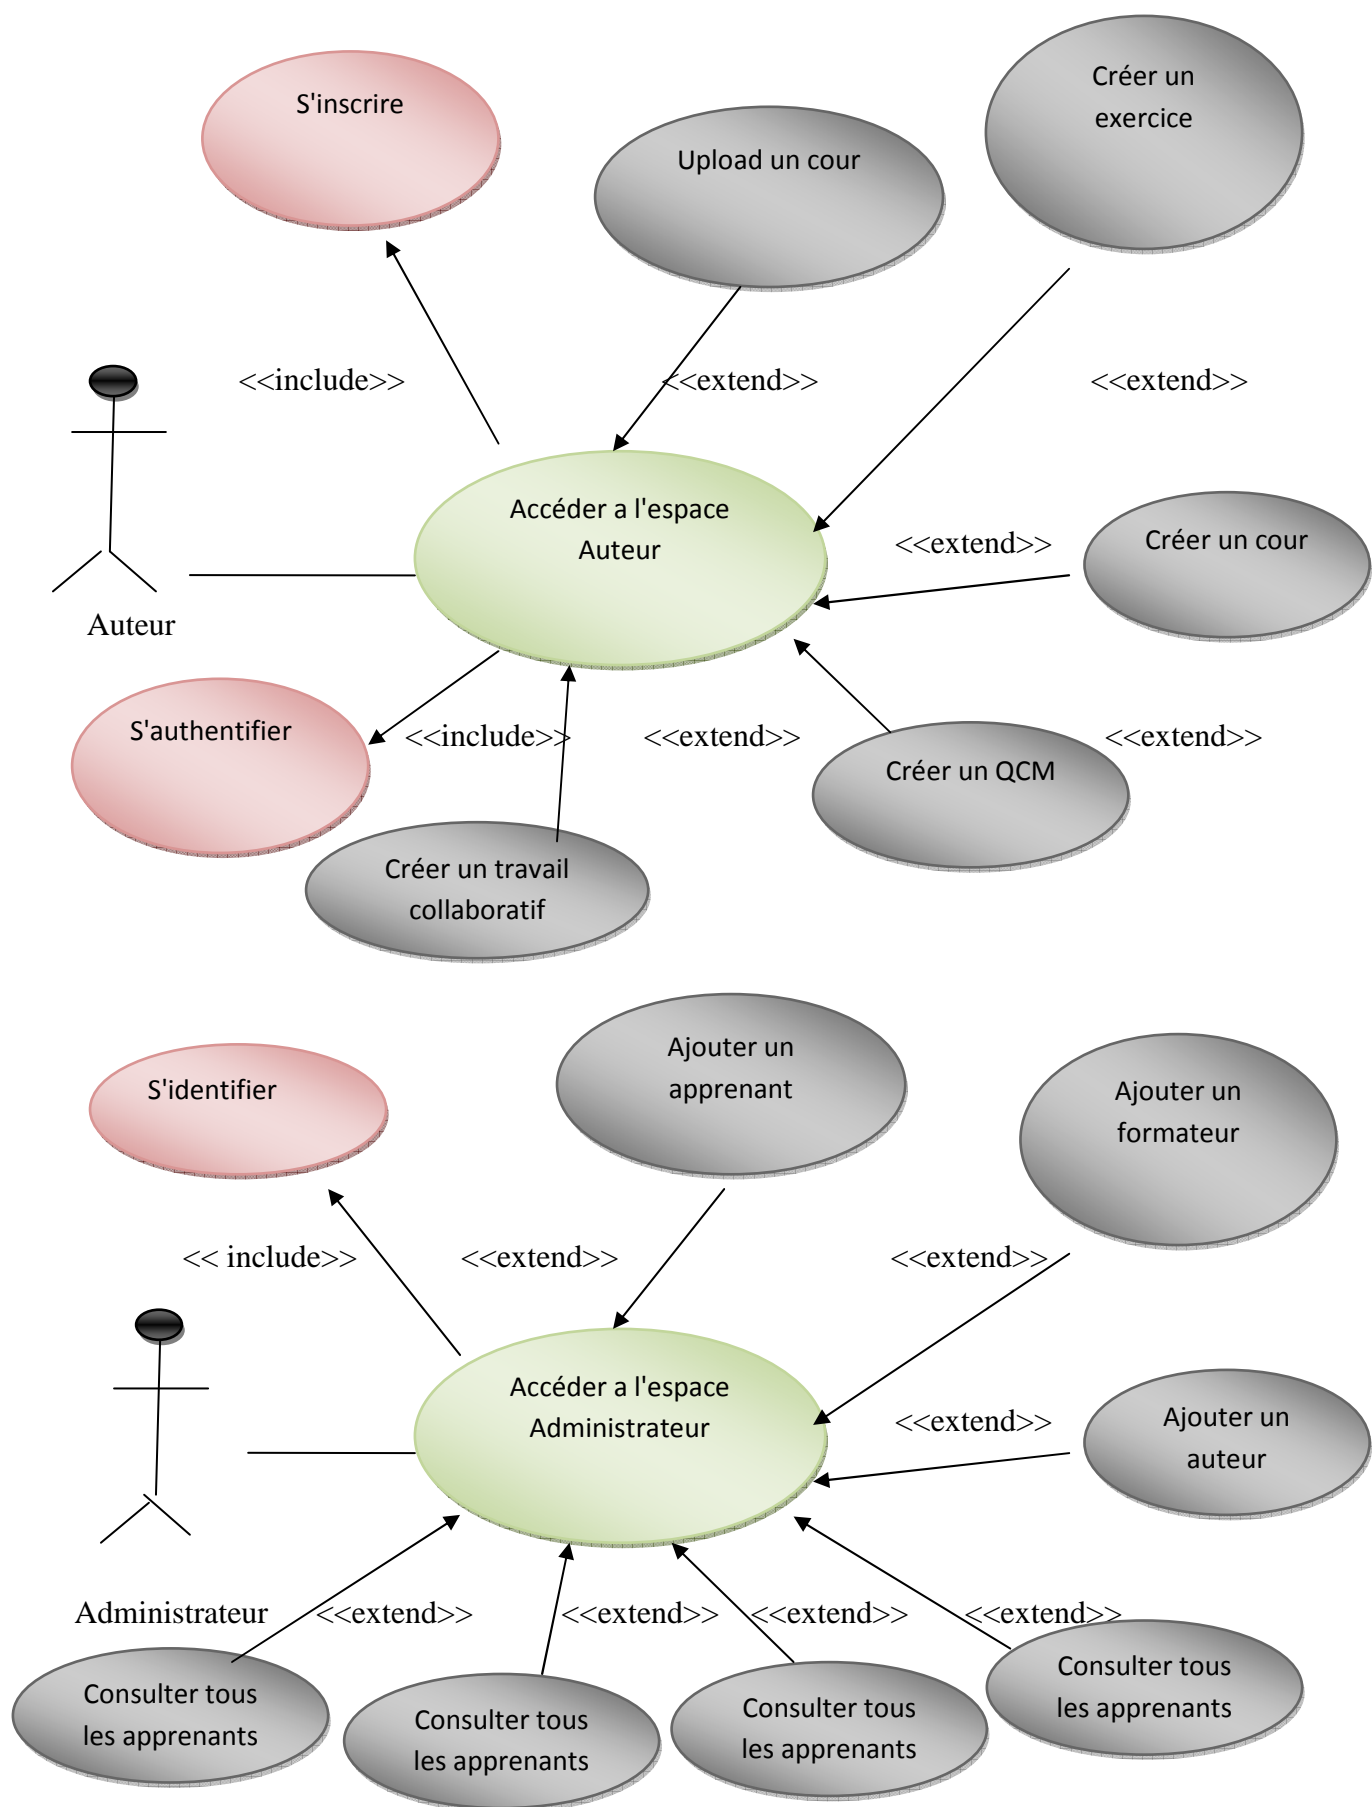 S'inscrire
Créer un
exercice
Upload un cour
<<include>>
<<extend>>
<<extend>>
Accéder a l'espace
Auteur
<<extend>>
Créer un cour
Auteur
S'authentifier
<<include>>
<<extend>>
<<extend>>
Créer un QCM
Créer un travail
collaboratif
S'identifier
Ajouter un
apprenant
Ajouter un
formateur
<< include>>
<<extend>>
<<extend>>
Accéder a l'espace
Administrateur
<<extend>>
Ajouter un
auteur
Administrateur
<<extend>>
<<extend>>
<<extend>>
<<extend>>
Consulter tous
les apprenants
Consulter tous
les apprenants
Consulter tous
les apprenants
Consulter tous
les apprenants